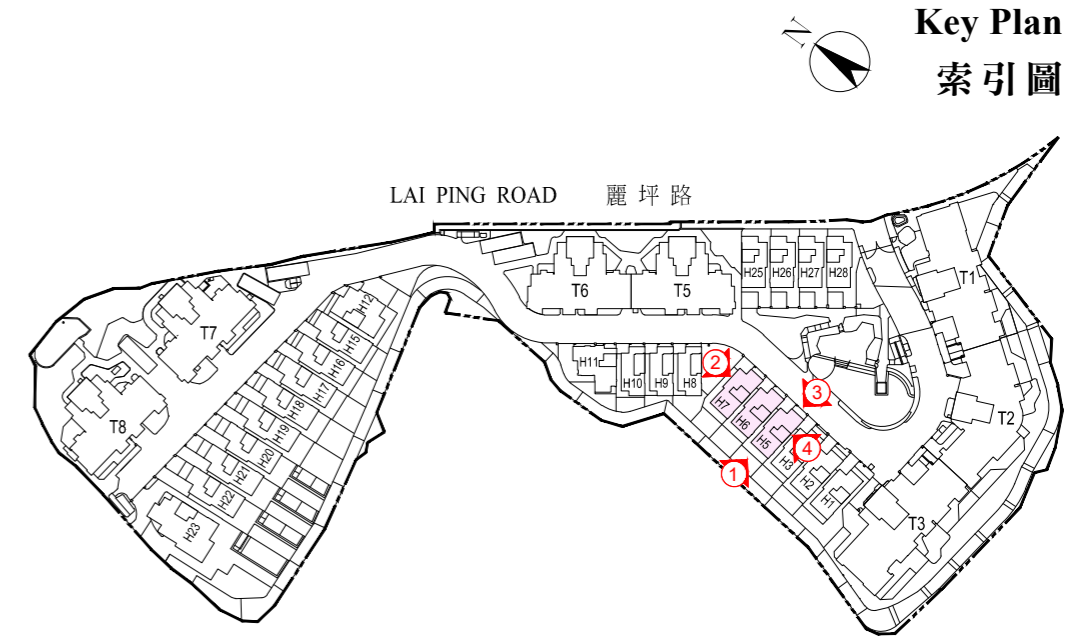 N
Key Plan
索引圖
LAI PING ROAD 麗坪路
H25 H26 H27 H28
T1
T6 T5
H12
T7
H15
H16
H17
H18
H19
H20
H21
H22
H23
T8
H11
H10 H9 H8
2
3
H7
H6
H5
4
H3
H2
H1
1
T2
T3